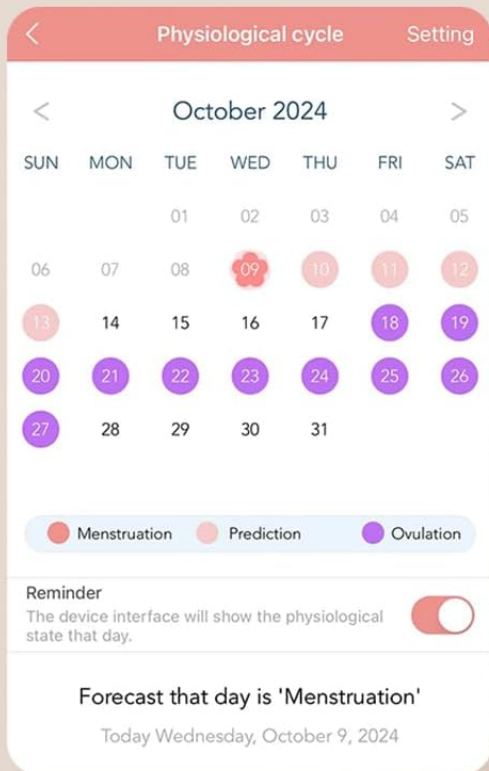 Physiological cycle Setting
< October 2024 >
SUN MON TUE WED THU FRI SAT
01 02 03 04 05
06 07 08 09 10 11 12
13 14 15 16 17 18 19
20 21 22 23 24 25 26
27 28 29 30 31
Menstruation Prediction Ovulation
Reminder
The device interface will show the physiological
state that day.
Forecast that day is 'Menstruation'
Today Wednesday, October 9, 2024